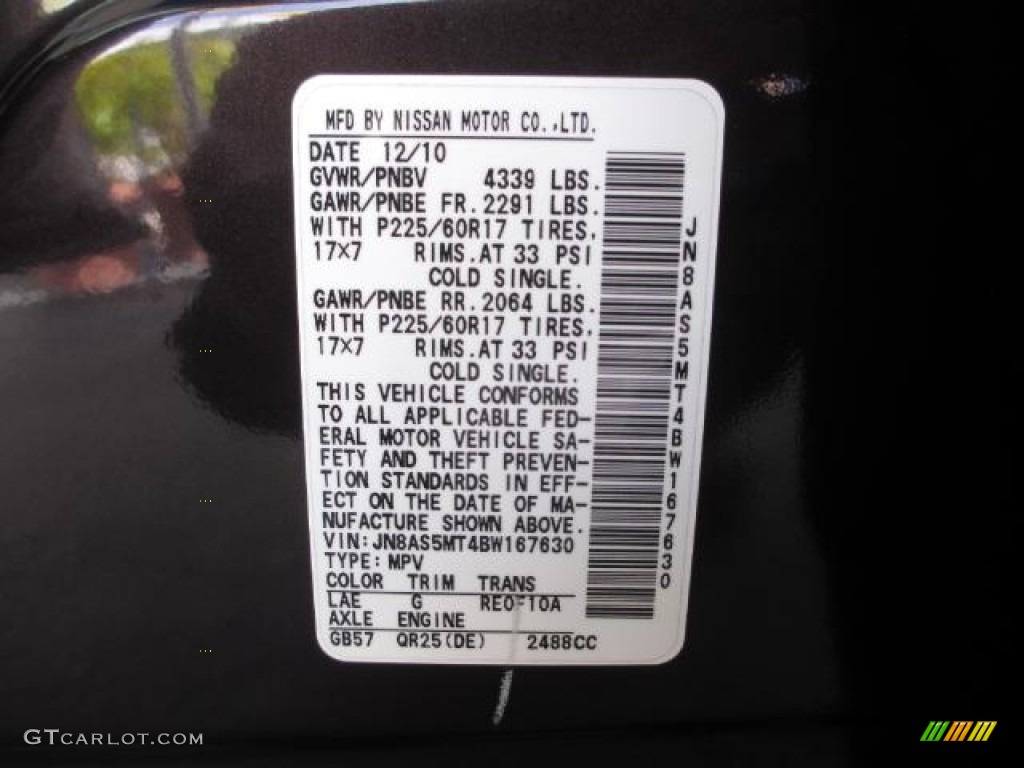 MFD BY NISSAN MOTOR CO.,LTD.
DATE 12/10
GVWR/PNBV 4339 LBS.
GAWR/PNBE FR. 2291 LBS.
WITH P225/60R17 TIRES.
17×7 RIMS. AT 33 PSI
COLD SINGLE.
GAWR/PNBE RR. 2064 LBS.
WITH P225/60R17 TIRES.
17×7 RIMS. AT 33 PSI
COLD SINGLE.
THIS VEHICLE CONFORMS
TO ALL APPLICABLE FED-
ERAL MOTOR VEHICLE SA-
FETY AND THEFT PREVEN-
TION STANDARDS IN EFF-
ECT ON THE DATE OF MA-
NUFACTURE SHOWN ABOVE.
VIN: JN8AS5MT4BW167630
TYPE: MPV
COLOR TRIM TRANS
LAE G RE0F10A
AXLE ENGINE
GB57 QR25(DE) 2488CC
JN8AS5MT4BW167630
GTCARLOT.COM